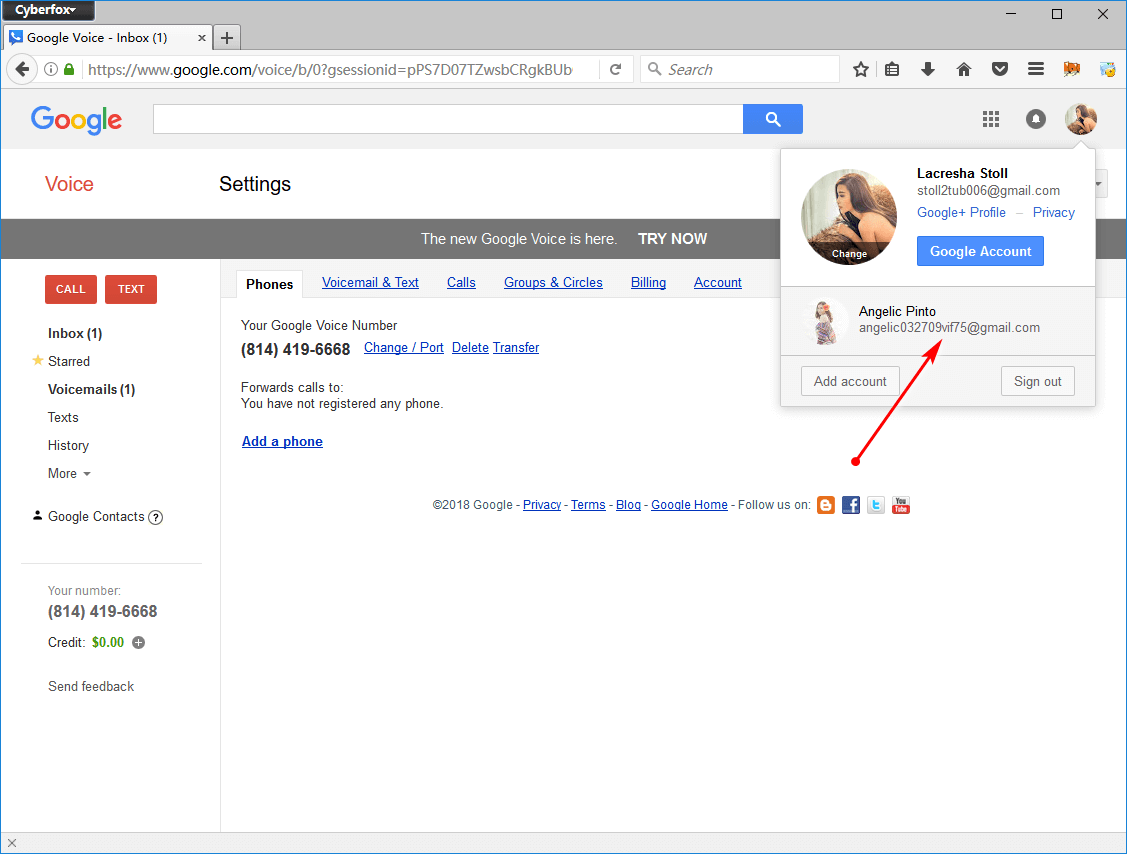 Cyberfox
Google Voice - Inbox (1)
https://www.google.com/voice/b/0?gsessionid=pPS7D07TZwsbCRgkBUb
Search
Google
Voice
Settings
The new Google Voice is here. TRY NOW
Lacresha Stoll
stoll2tub006@gmail.com
Google+ Profile – Privacy
Change
Google Account
Angelic Pinto
angelic032709vif75@gmail.com
Add account
Sign out
CALL
TEXT
Inbox (1)
Starred
Voicemails (1)
Texts
History
More
Google Contacts ?
Your number:
(814) 419-6668
Credit: $0.00
Send feedback
Phones
Voicemail & Text
Calls
Groups & Circles
Billing
Account
Your Google Voice Number
(814) 419-6668 Change / Port Delete Transfer
Forwards calls to:
You have not registered any phone.
Add a phone
©2018 Google - Privacy - Terms - Blog - Google Home - Follow us on:
You
Tube